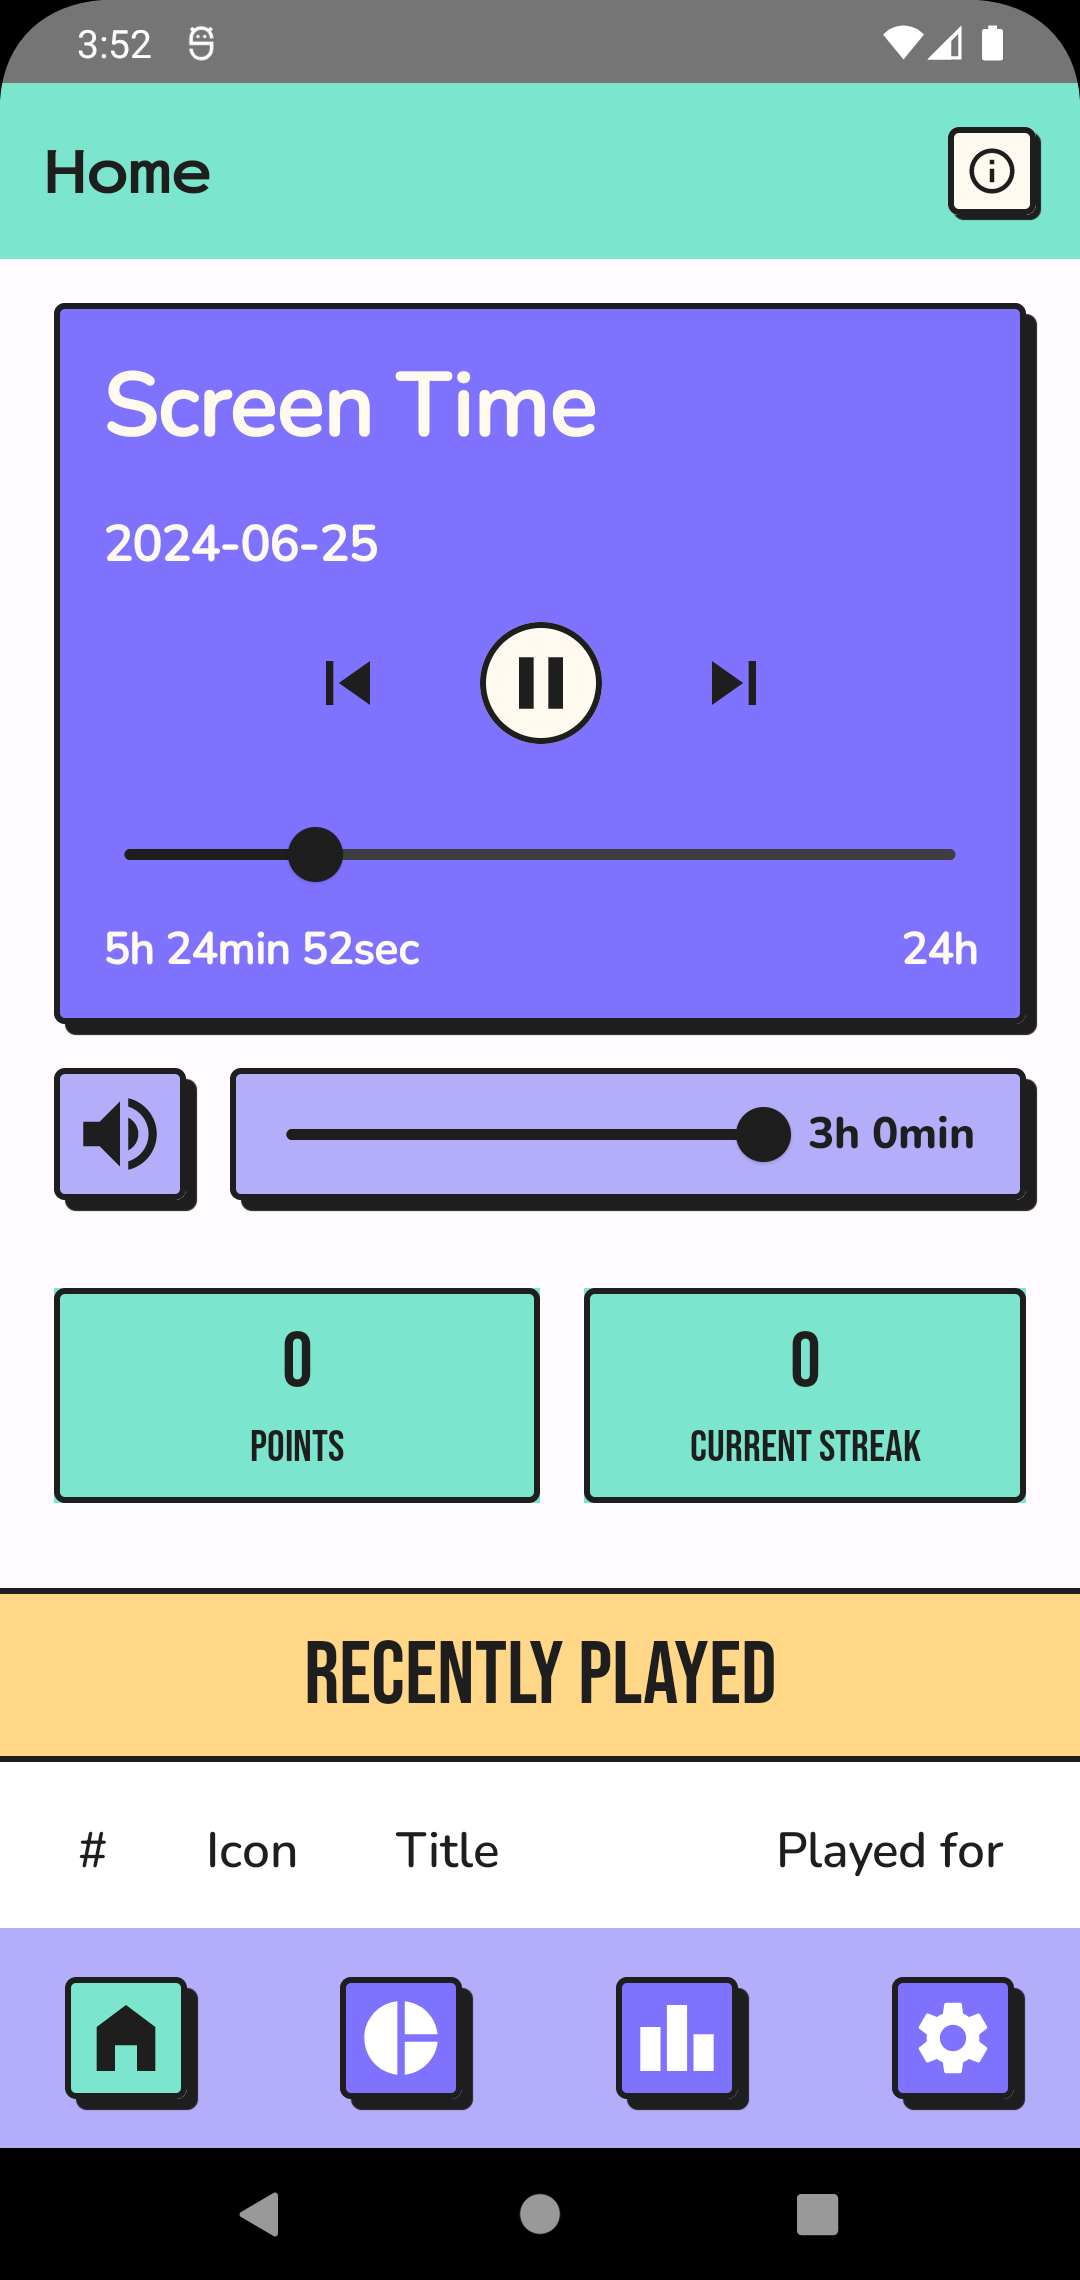 3:52
Home
Screen Time
2024-06-25
5h 24min 52sec 24h
3h 0min
0 0
POINTS CURRENT STREAK
RECENTLY PLAYED
# Icon Title Played for